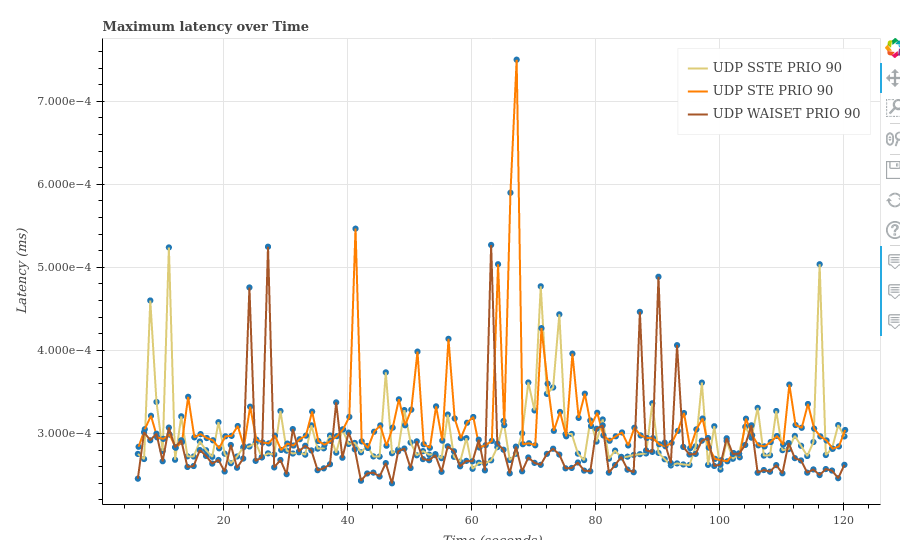 Maximum latency over Time
UDP SSTE PRIO 90
UDP STE PRIO 90
UDP WAISET PRIO 90
7.000e−4
6.000e−4
5.000e−4
4.000e−4
3.000e−4
Latency (ms)
20 40 60 80 100 120
Time (seconds)